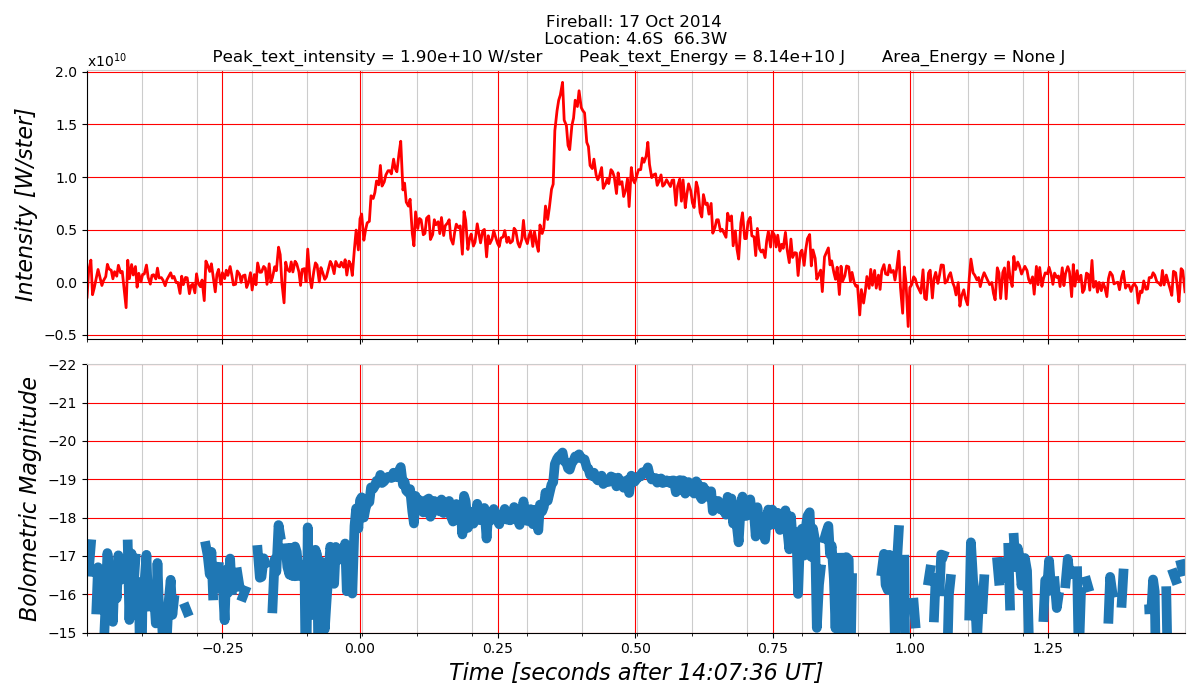 Fireball: 17 Oct 2014
Location: 4.6S 66.3W
Peak_text_intensity = 1.90e+10 W/ster Peak_text_Energy = 8.14e+10 J Area_Energy = None J
x10¹⁰
2.0
1.5
1.0
0.5
0.0
−0.5
Intensity [W/ster]
−22
−21
−20
−19
−18
−17
−16
−15
Bolometric Magnitude
−0.25 0.00 0.25 0.50 0.75 1.00 1.25
Time [seconds after 14:07:36 UT]